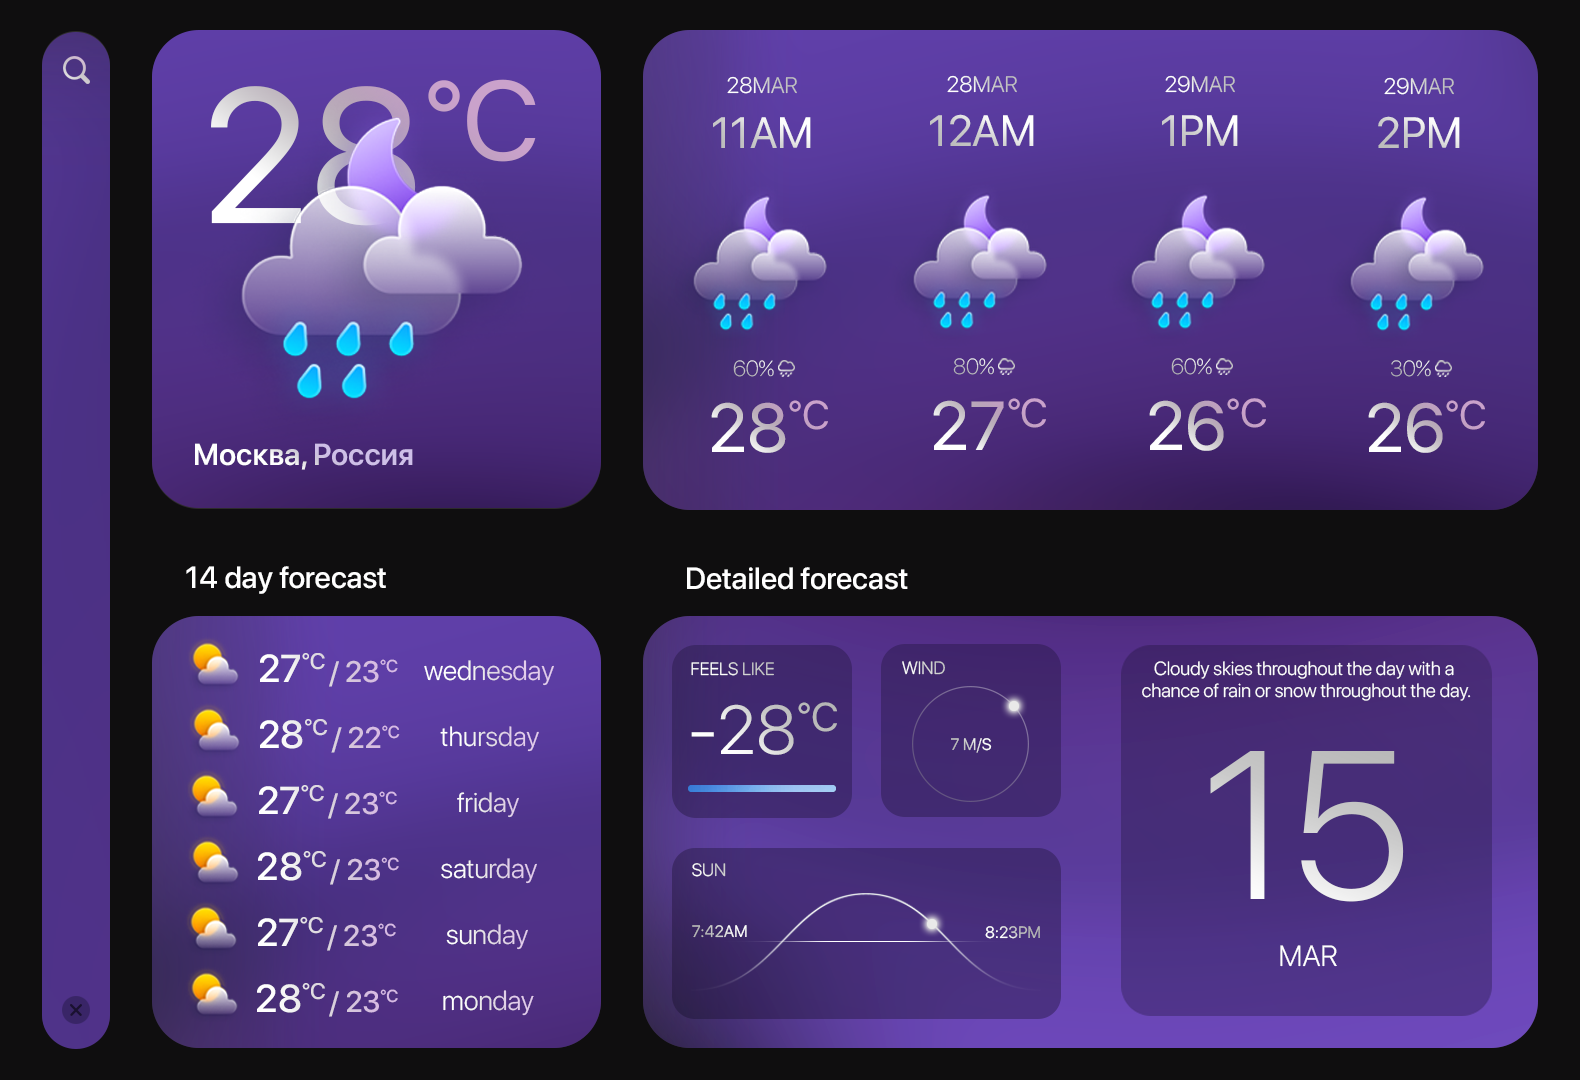 28°C
Москва, Россия
28MAR
11AM
60%
28°C
28MAR
12AM
80%
27°C
29MAR
1PM
60%
26°C
29MAR
2PM
30%
26°C
14 day forecast
27°C / 23°C wednesday
28°C / 22°C thursday
27°C / 23°C friday
28°C / 23°C saturday
27°C / 23°C sunday
28°C / 23°C monday
Detailed forecast
FEELS LIKE
-28°C
WIND
7 M/S
SUN
7:42AM
8:23PM
Cloudy skies throughout the day with a
chance of rain or snow throughout the day.
15
MAR